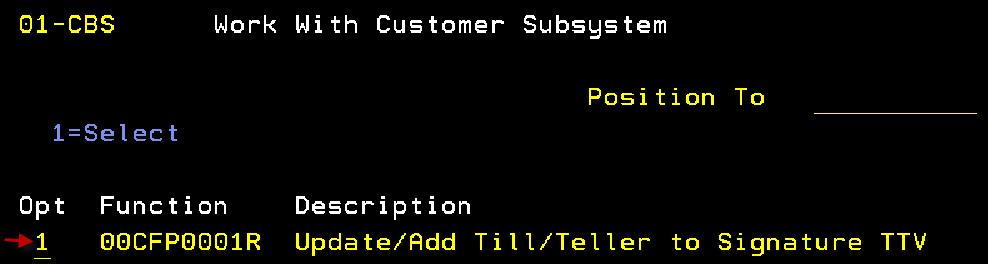 01-CBS Work With Customer Subsystem
Position To
1=Select
Opt Function Description
1 00CFP0001R Update/Add Till/Teller to Signature TTV